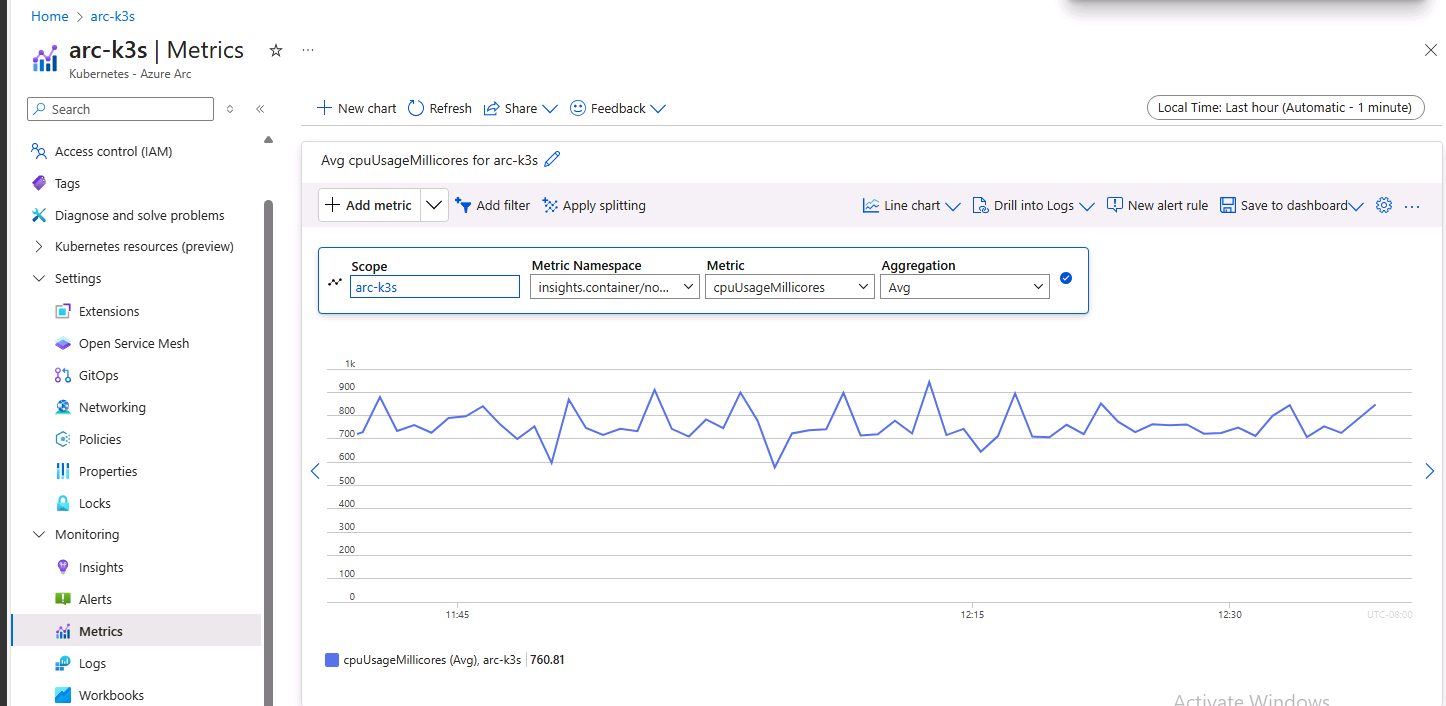 Home > arc-k3s
arc-k3s | Metrics
Kubernetes - Azure Arc
Search
Access control (IAM)
Tags
Diagnose and solve problems
Kubernetes resources (preview)
Settings
Extensions
Open Service Mesh
GitOps
Networking
Policies
Properties
Locks
Monitoring
Insights
Alerts
Metrics
Logs
Workbooks
New chart Refresh Share Feedback
Local Time: Last hour (Automatic - 1 minute)
Avg cpuUsageMillicores for arc-k3s
Add metric Add filter Apply splitting
Line chart Drill into Logs New alert rule Save to dashboard
Scope Metric Namespace Metric Aggregation
arc-k3s insights.container/no... cpuUsageMillicores Avg
1k
900
800
700
600
500
400
300
200
100
0
11:45 12:15 12:30 UTC-08:00
cpuUsageMillicores (Avg), arc-k3s 760.81
Activate Windows